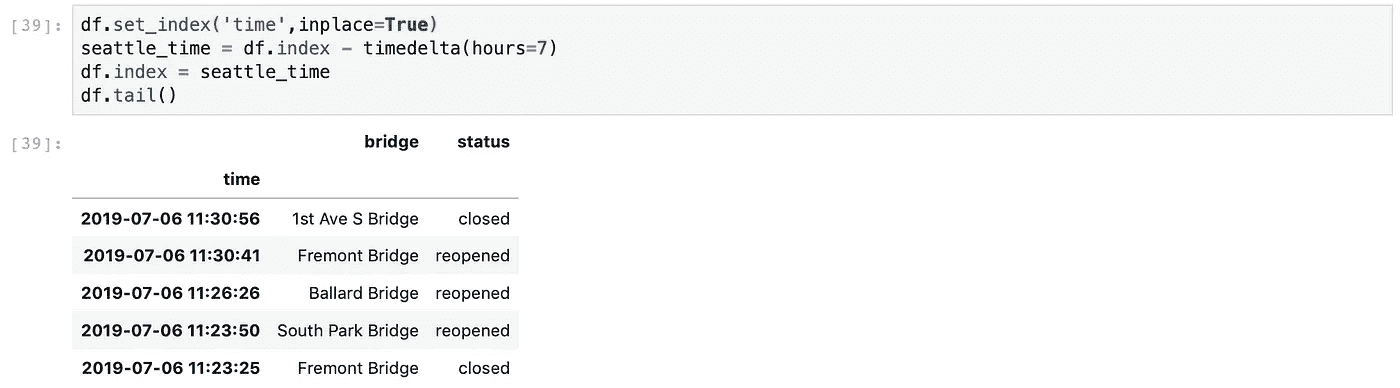 [39]: df.set_index('time',inplace=True)
seattle_time = df.index - timedelta(hours=7)
df.index = seattle_time
df.tail()
[39]: bridge status
time
2019-07-06 11:30:56 1st Ave S Bridge closed
2019-07-06 11:30:41 Fremont Bridge reopened
2019-07-06 11:26:26 Ballard Bridge reopened
2019-07-06 11:23:50 South Park Bridge reopened
2019-07-06 11:23:25 Fremont Bridge closed